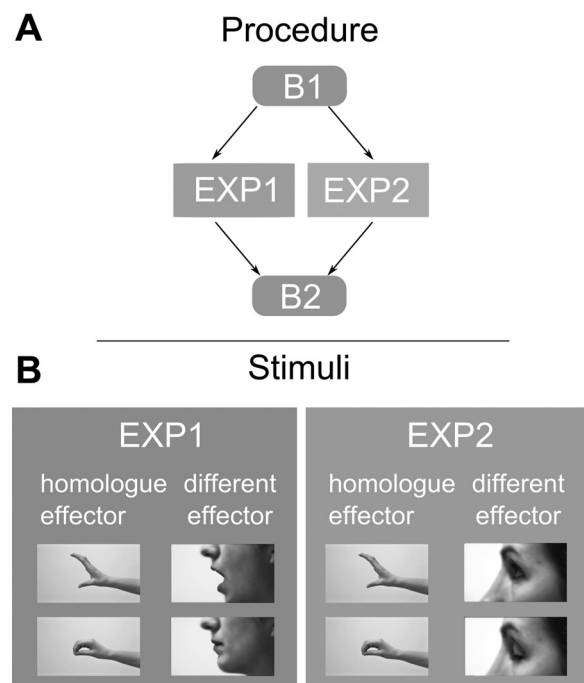 A
Procedure
B1
EXP1 EXP2
B2
B
Stimuli
EXP1
homologue different
effector effector
EXP2
homologue different
effector effector